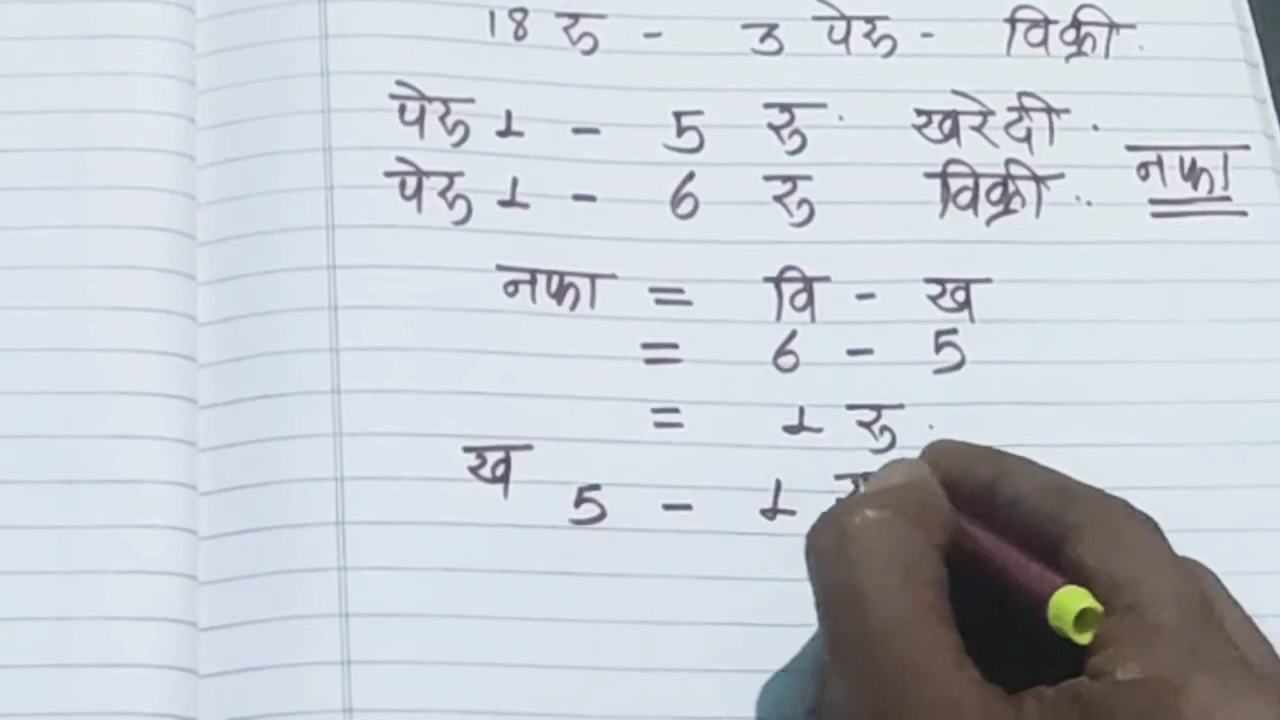 18 रु - 3 पेरु - विक्री.
पेरु 1 - 5 रु. खरेदी.
पेरु 1 - 6 रु विक्री.. नफा
नफा = वि - ख
= 6 - 5
= 1 रु.
ख
5 - 1